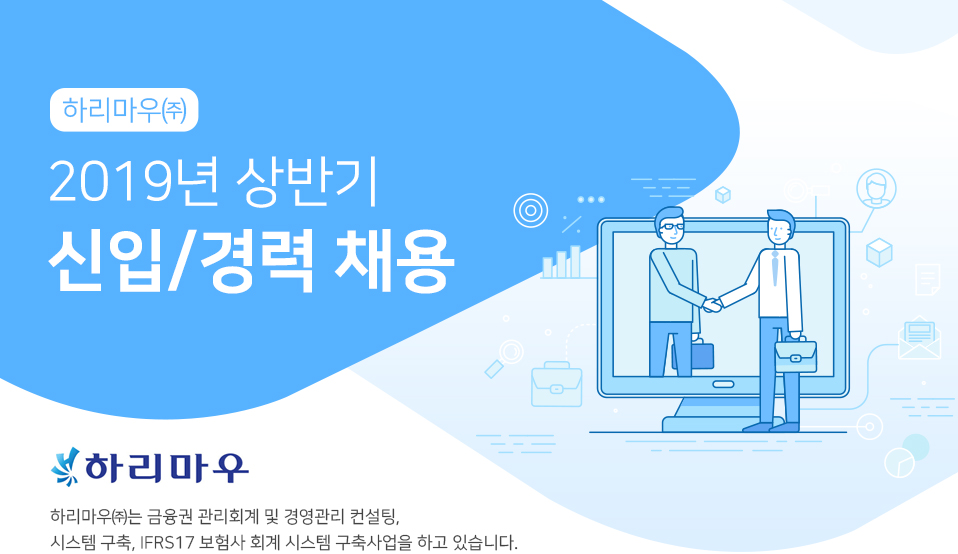 하리마우㈜
2019년 상반기
신입/경력 채용
하리마우
하리마우㈜는 금융권 관리회계 및 경영관리 컨설팅,
시스템 구축, IFRS17 보험사 회계 시스템 구축사업을 하고 있습니다.